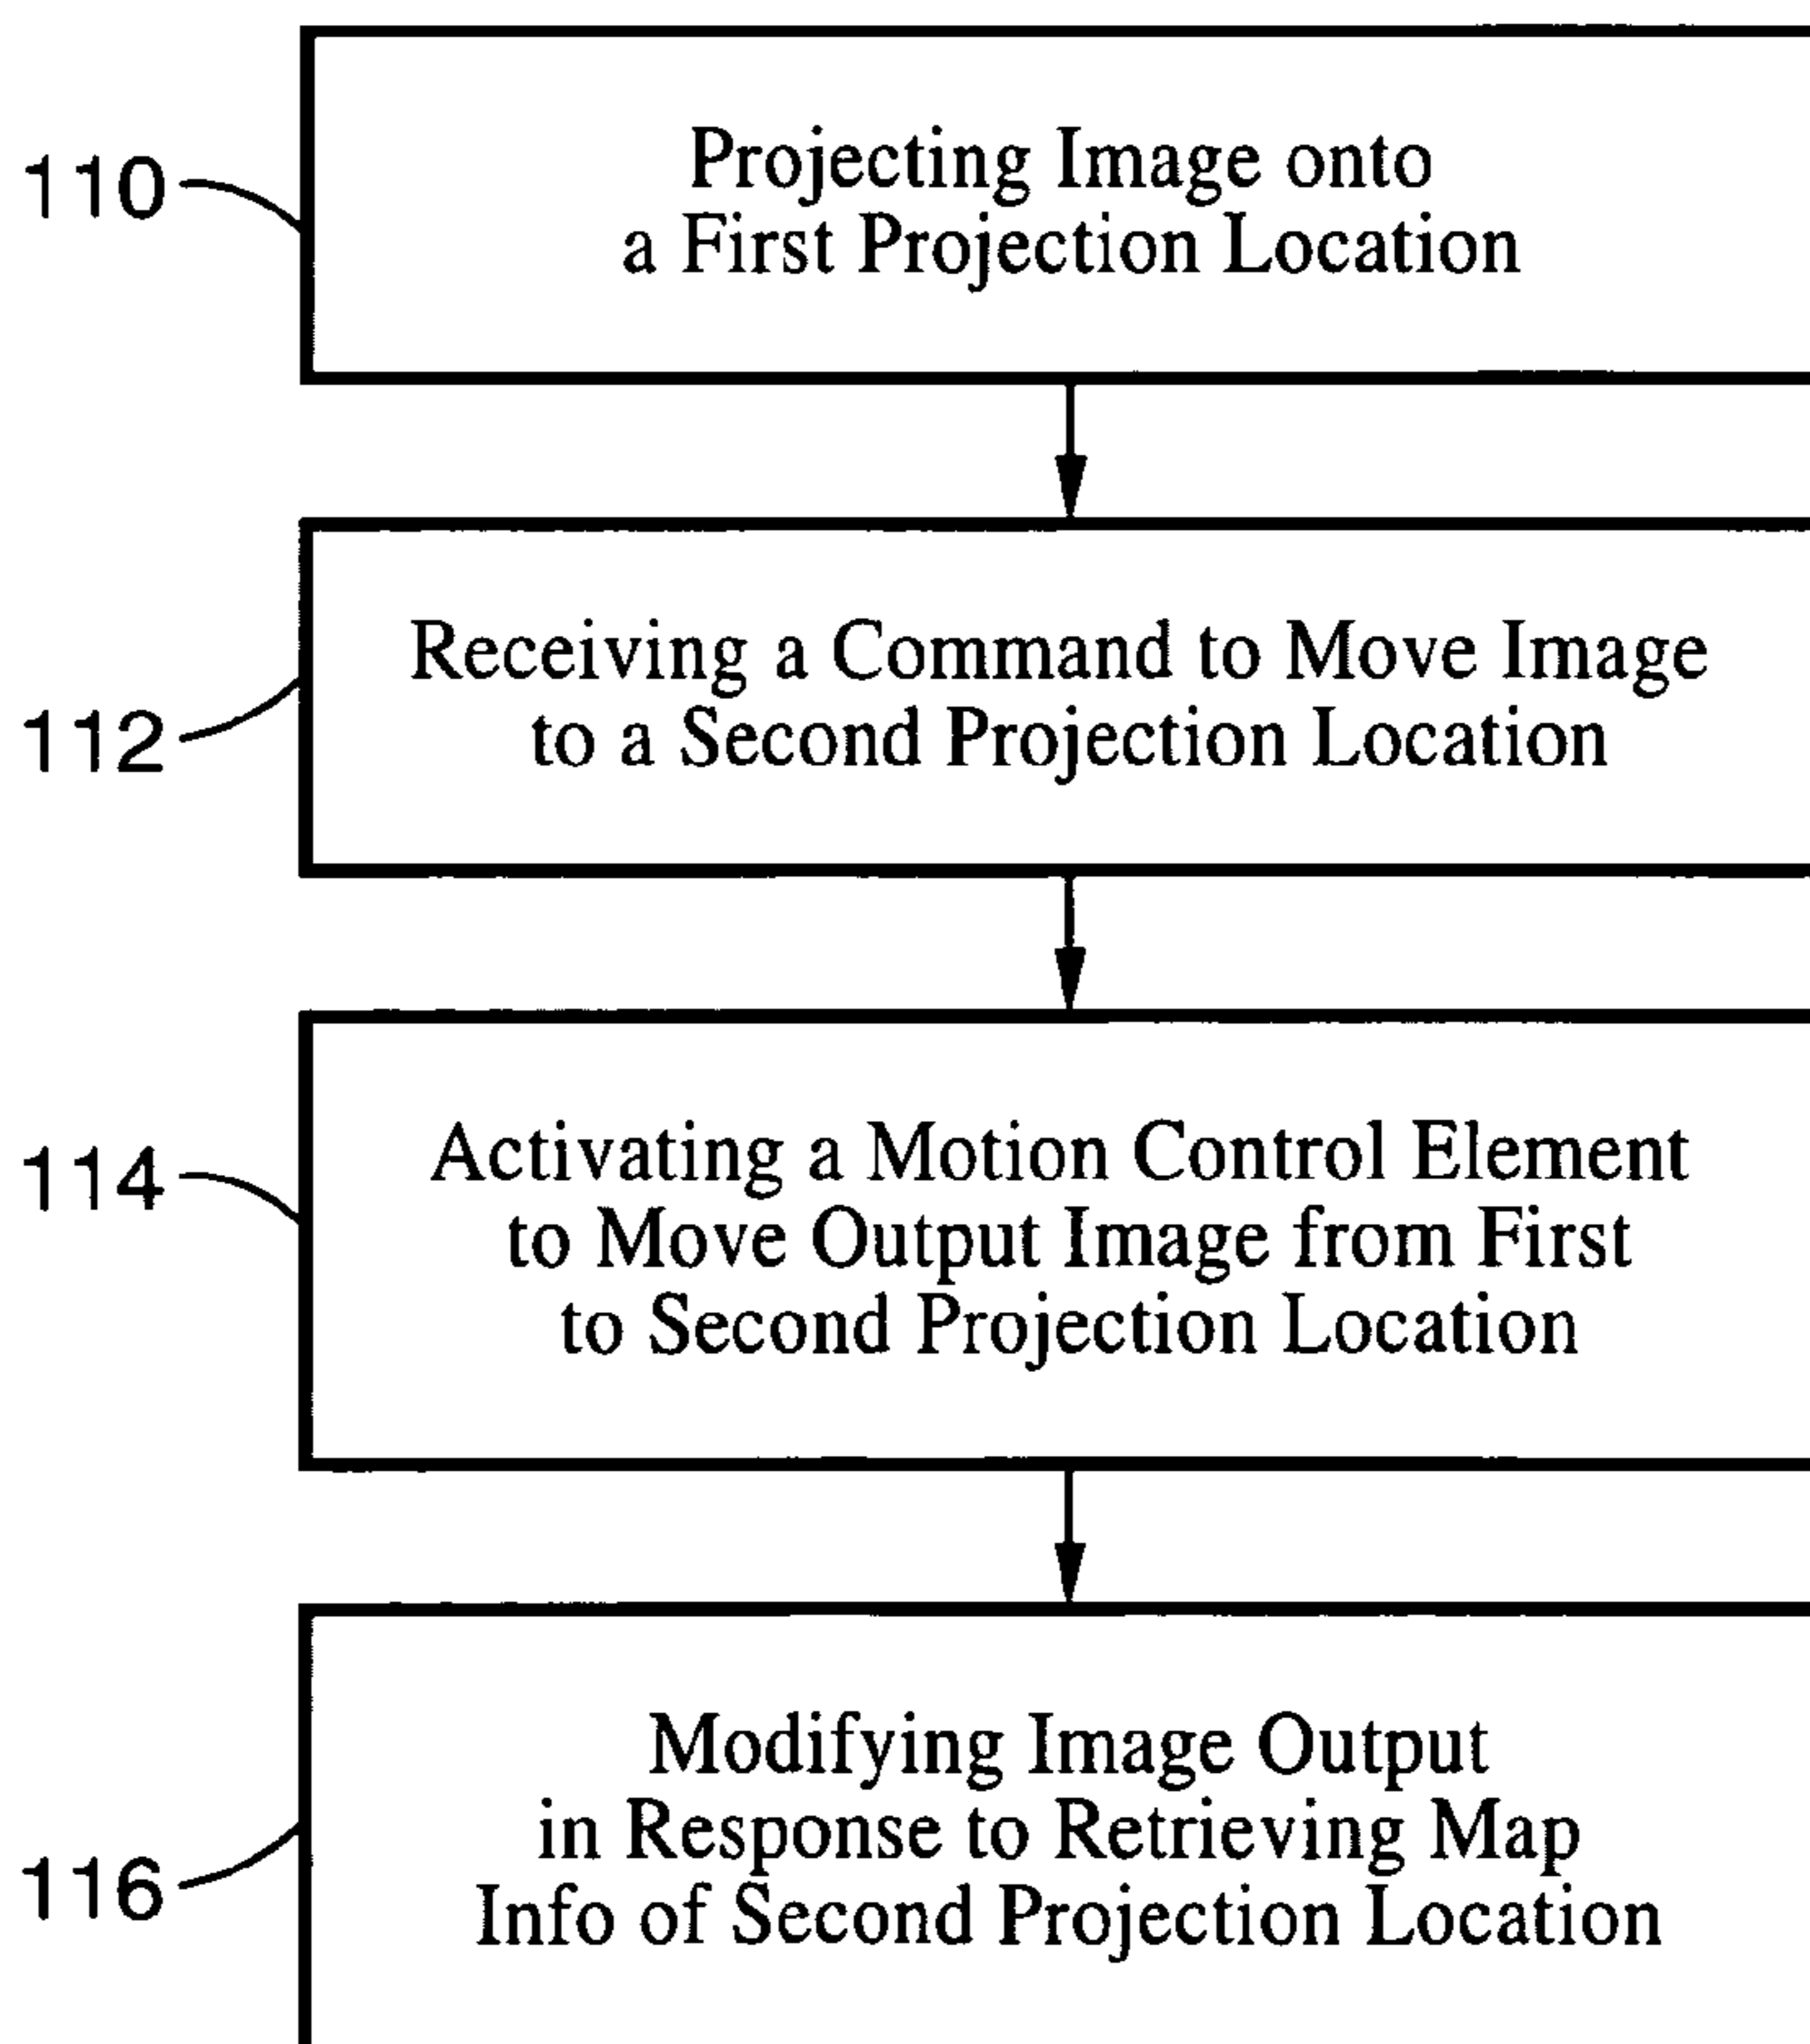 110
Projecting Image onto
a First Projection Location
112
Receiving a Command to Move Image
to a Second Projection Location
114
Activating a Motion Control Element
to Move Output Image from First
to Second Projection Location
116
Modifying Image Output
in Response to Retrieving Map
Info of Second Projection Location